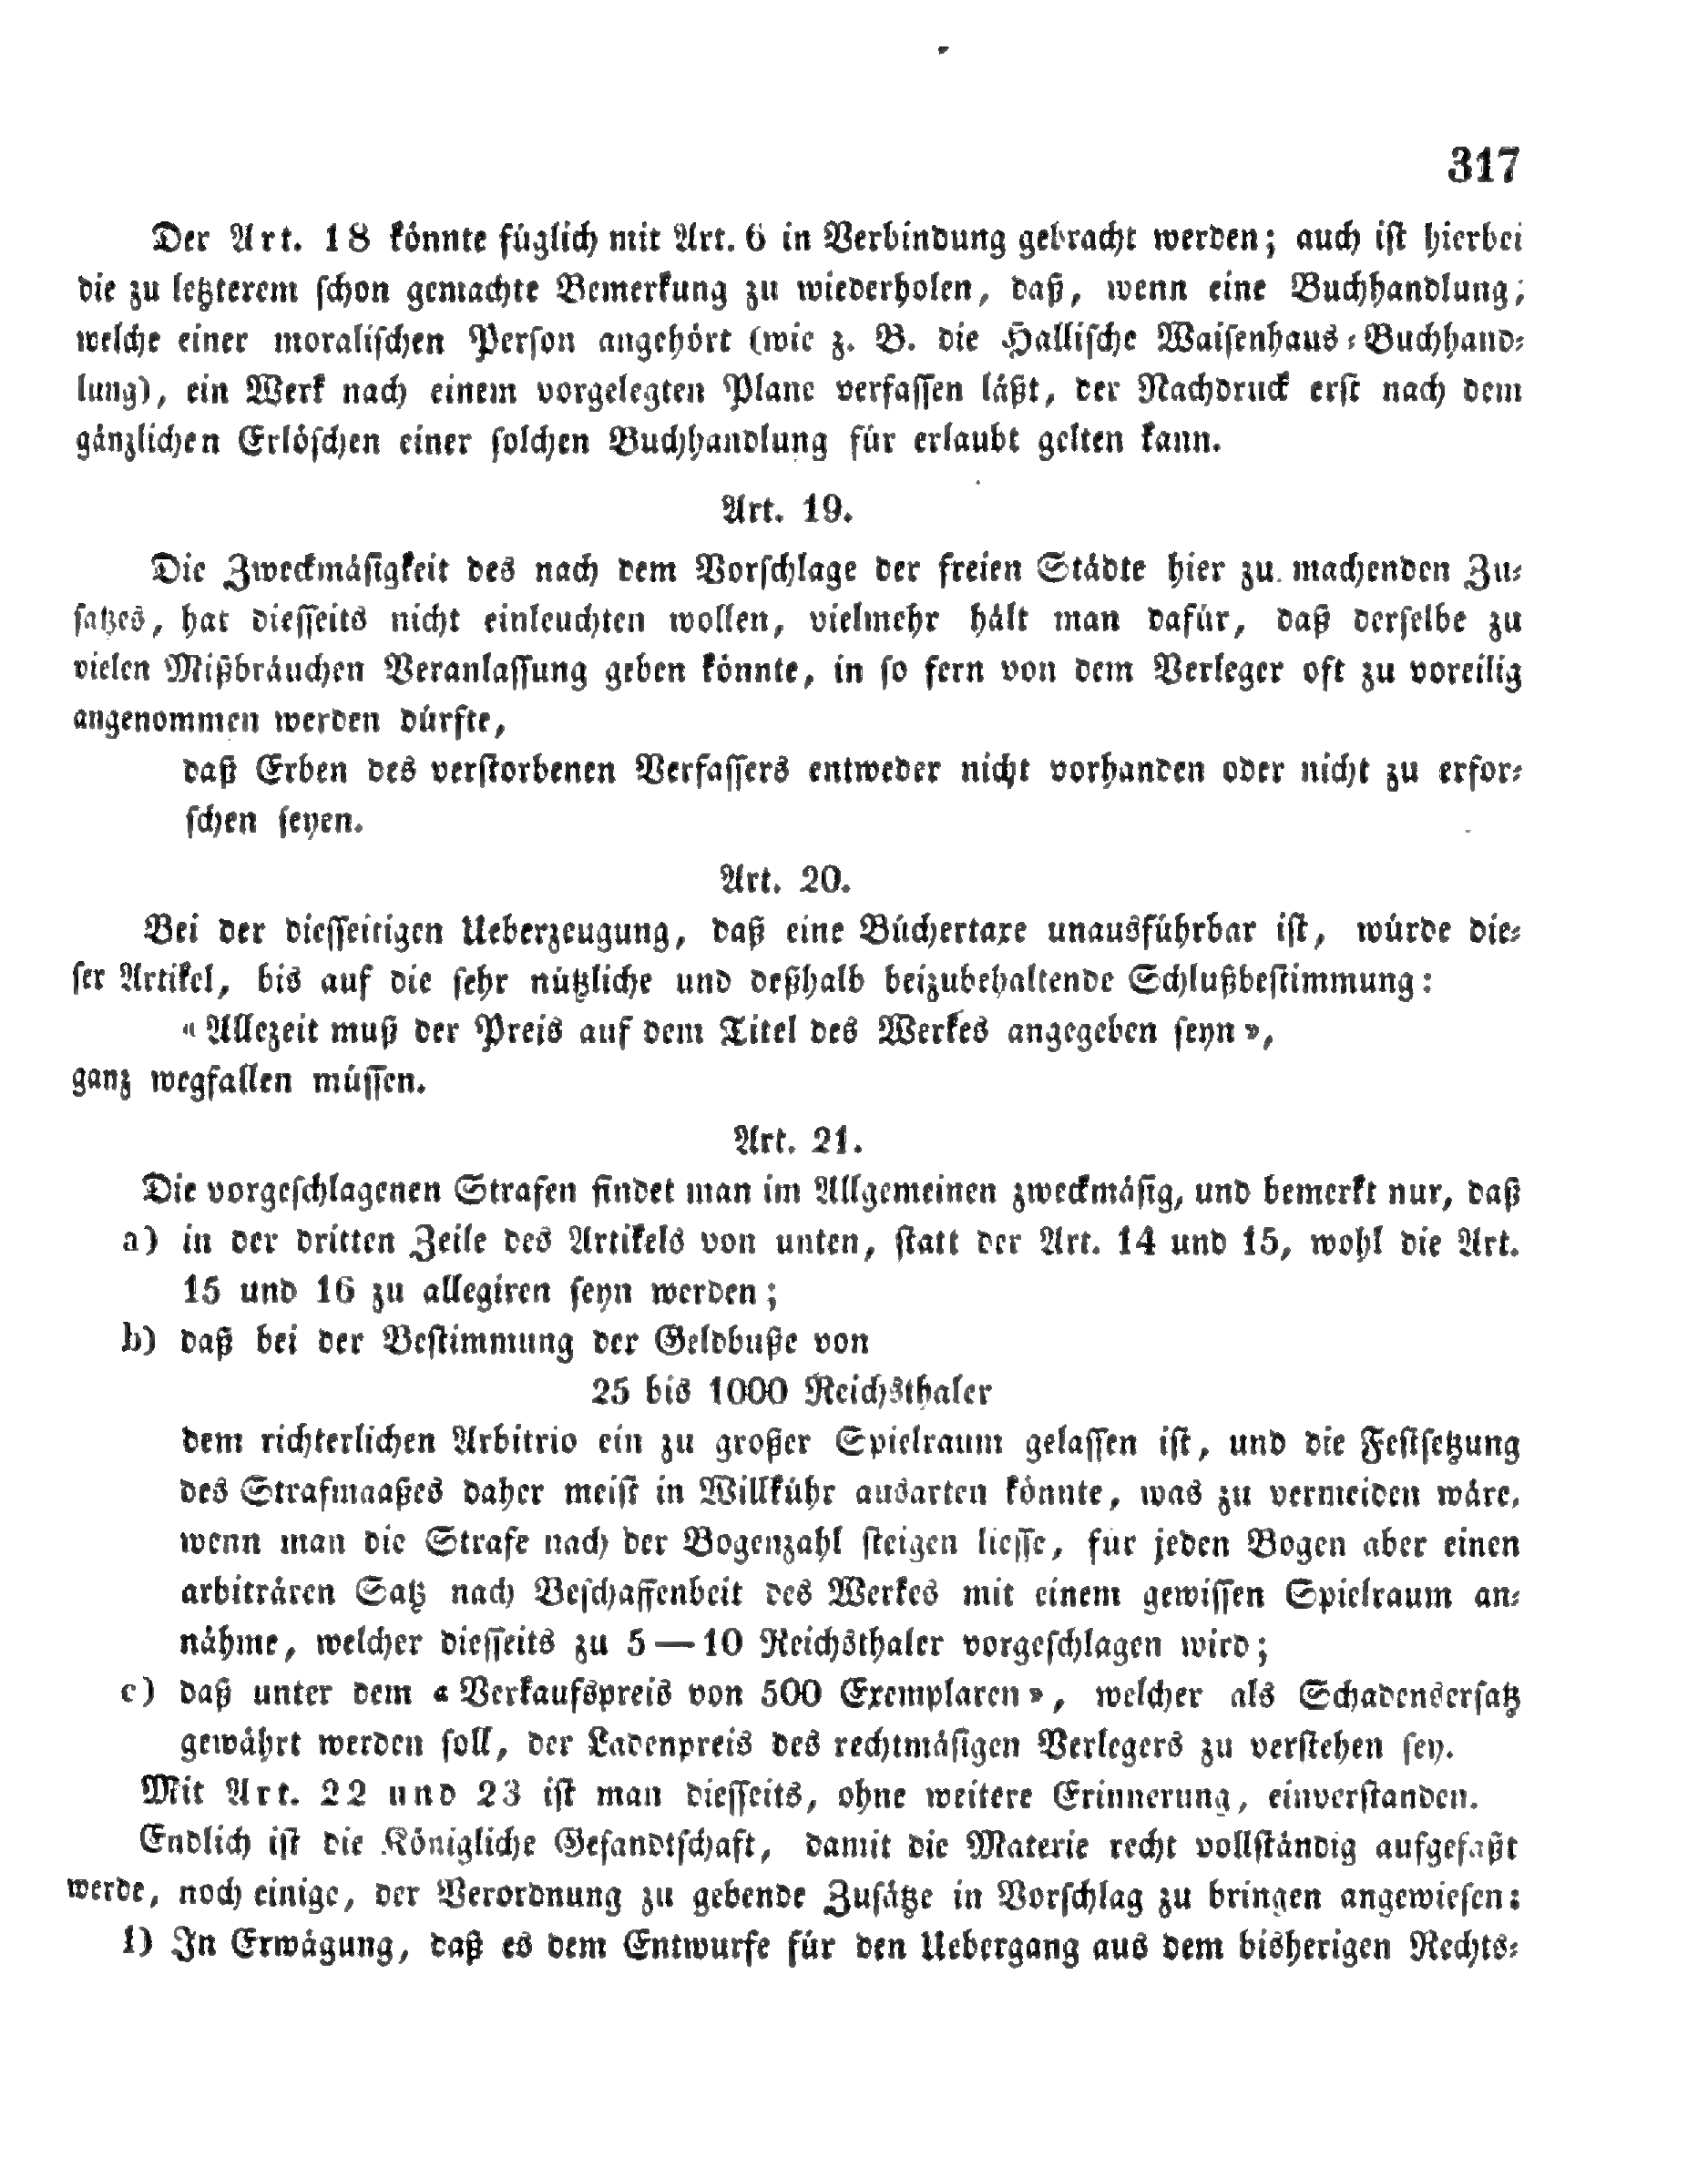 317
Der Art. 18 könnte füglich mit Art. 6 in Verbindung gebracht werden; auch ist hierbei
die zu letzterem schon gemachte Bemerkung zu wiederholen, daß, wenn eine Buchhandlung,
welche einer moralischen Person angehört (wie z. B. die Hallische Waisenhaus-Buchhand-
lung), ein Werk nach einem vorgelegten Plane verfassen läßt, der Nachdruck erst nach dem
gänzlichen Erlöschen einer solchen Buchhandlung für erlaubt gelten kann.
Art. 19.
Die Zweckmäsigkeit des nach dem Vorschlage der freien Städte hier zu machenden Zu-
satzes, hat diesseits nicht einleuchten wollen, vielmehr hält man dafür, daß derselbe zu
vielen Mißbräuchen Veranlassung geben könnte, in so fern von dem Verleger oft zu voreilig
angenommen werden dürfte,
daß Erben des verstorbenen Verfassers entweder nicht vorhanden oder nicht zu erfor-
schen seyen.
Art. 20.
Bei der diesseitigen Ueberzeugung, daß eine Büchertaxe unausführbar ist, würde die-
ser Artikel, bis auf die sehr nützliche und deßhalb beizubehaltende Schlußbestimmung:
« Allezeit muß der Preis auf dem Titel des Werkes angegeben seyn »,
ganz wegfallen müssen.
Art. 21.
Die vorgeschlagenen Strafen findet man im Allgemeinen zweckmäsig, und bemerkt nur, daß
a) in der dritten Zeile des Artikels von unten, statt der Art. 14 und 15, wohl die Art.
15 und 16 zu allegiren seyn werden;
b) daß bei der Bestimmung der Geldbuße von
25 bis 1000 Reichsthaler
dem richterlichen Arbitrio ein zu großer Spielraum gelassen ist, und die Festsetzung
des Strafmaaßes daher meist in Willkühr ausarten könnte, was zu vermeiden wäre,
wenn man die Strafe nach der Bogenzahl steigen liesse, für jeden Bogen aber einen
arbiträren Satz nach Beschaffenheit des Werkes mit einem gewissen Spielraum an-
nähme, welcher diesseits zu 5—10 Reichsthaler vorgeschlagen wird;
c) daß unter dem « Verkaufspreis von 500 Exemplaren », welcher als Schadensersatz
gewährt werden soll, der Ladenpreis des rechtmäsigen Verlegers zu verstehen sey.
Mit Art. 22 und 23 ist man diesseits, ohne weitere Erinnerung, einverstanden.
Endlich ist die Königliche Gesandtschaft, damit die Materie recht vollständig aufgefaßt
werde, noch einige, der Verordnung zu gebende Zusätze in Vorschlag zu bringen angewiesen:
1) In Erwägung, daß es dem Entwurfe für den Uebergang aus dem bisherigen Rechts-